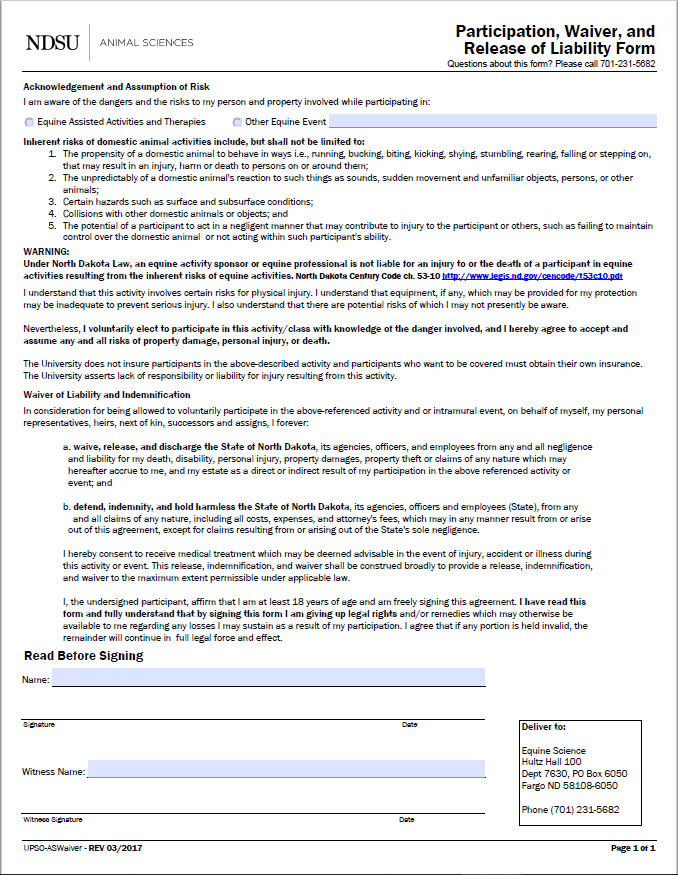 NDSU ANIMAL SCIENCES
Participation, Waiver, and
Release of Liability Form
Questions about this form? Please call 701-231-5682
Acknowledgement and Assumption of Risk
I am aware of the dangers and the risks to my person and property involved while participating in:
Equine Assisted Activities and Therapies Other Equine Event
Inherent risks of domestic animal activities include, but shall not be limited to:
1. The propensity of a domestic animal to behave in ways i.e., running, bucking, biting, kicking, shying, stumbling, rearing, falling or stepping on,
that may result in an injury, harm or death to persons on or around them;
2. The unpredictably of a domestic animal's reaction to such things as sounds, sudden movement and unfamiliar objects, persons, or other
animals;
3. Certain hazards such as surface and subsurface conditions;
4. Collisions with other domestic animals or objects; and
5. The potential of a participant to act in a negligent manner that may contribute to injury to the participant or others, such as failing to maintain
control over the domestic animal or not acting within such participant's ability.
WARNING:
Under North Dakota Law, an equine activity sponsor or equine professional is not liable for an injury to or the death of a participant in equine
activities resulting from the inherent risks of equine activities. North Dakota Century Code ch. 53-10 http://www.legis.nd.gov/cencode/t53c10.pdf
I understand that this activity involves certain risks for physical injury. I understand that equipment, if any, which may be provided for my protection
may be inadequate to prevent serious injury. I also understand that there are potential risks of which I may not presently be aware.
Nevertheless, I voluntarily elect to participate in this activity/class with knowledge of the danger involved, and I hereby agree to accept and
assume any and all risks of property damage, personal injury, or death.
The University does not insure participants in the above-described activity and participants who want to be covered must obtain their own insurance.
The University asserts lack of responsibility or liability for injury resulting from this activity.
Waiver of Liability and Indemnification
In consideration for being allowed to voluntarily participate in the above-referenced activity and or intramural event, on behalf of myself, my personal
representatives, heirs, next of kin, successors and assigns, I forever:
a. waive, release, and discharge the State of North Dakota, its agencies, officers, and employees from any and all negligence
and liability for my death, disability, personal injury, property damages, property theft or claims of any nature which may
hereafter accrue to me, and my estate as a direct or indirect result of my participation in the above referenced activity or
event; and
b. defend, indemnify, and hold harmless the State of North Dakota, its agencies, officers and employees (State), from any
and all claims of any nature, including all costs, expenses, and attorney's fees, which may in any manner result from or arise
out of this agreement, except for claims resulting from or arising out of the State's sole negligence.
I hereby consent to receive medical treatment which may be deemed advisable in the event of injury, accident or illness during
this activity or event. This release, indemnification, and waiver shall be construed broadly to provide a release, indemnification,
and waiver to the maximum extent permissible under applicable law.
I, the undersigned participant, affirm that I am at least 18 years of age and am freely signing this agreement. I have read this
form and fully understand that by signing this form I am giving up legal rights and/or remedies which may otherwise be
available to me regarding any losses I may sustain as a result of my participation. I agree that if any portion is held invalid, the
remainder will continue in full legal force and effect.
Read Before Signing
Name:
Signature Date
Witness Name:
Witness Signature Date
Deliver to:
Equine Science
Hultz Hall 100
Dept 7630, PO Box 6050
Fargo ND 58108-6050
Phone (701) 231-5682
UPSO-ASWaiver - REV 03/2017
Page 1 of 1